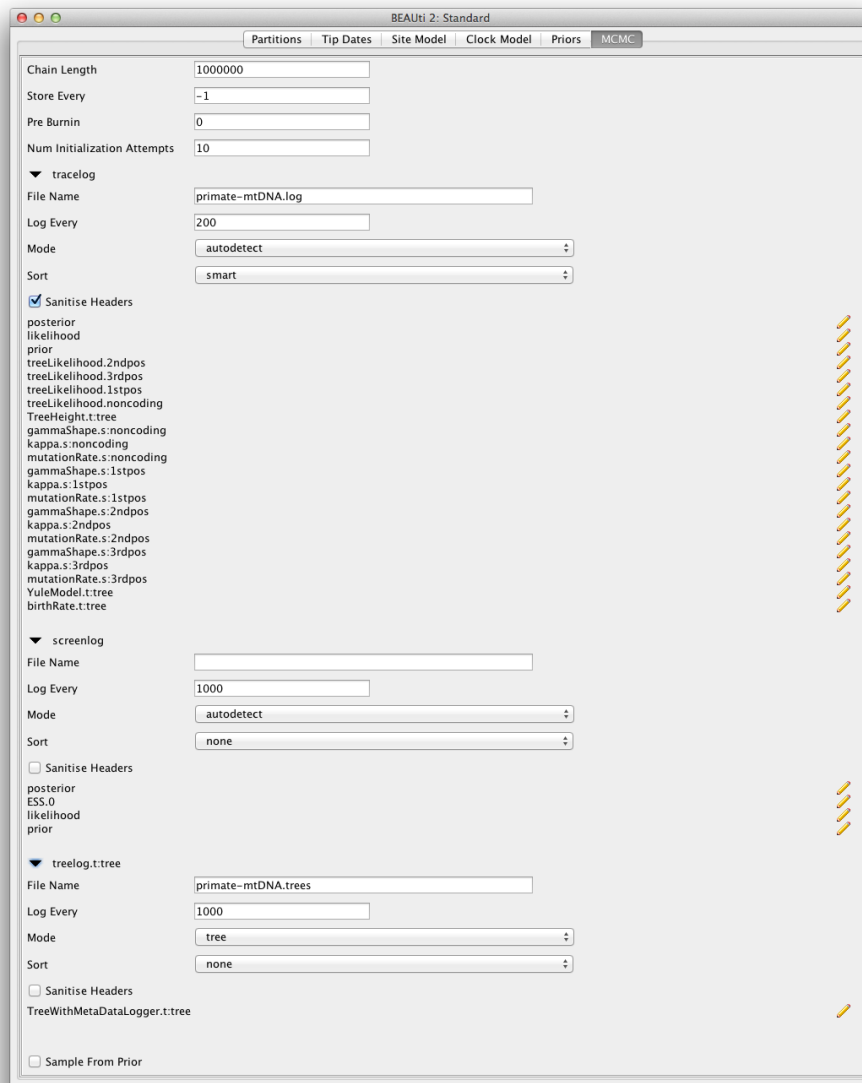 BEAUti 2: Standard
Partitions Tip Dates Site Model Clock Model Priors MCMC
Chain Length 1000000
Store Every -1
Pre Burnin 0
Num Initialization Attempts 10
tracelog
File Name primate-mtDNA.log
Log Every 200
Mode autodetect
Sort smart
Sanitise Headers
posterior
likelihood
prior
treeLikelihood.2ndpos
treeLikelihood.3rdpos
treeLikelihood.1stpos
treeLikelihood.noncoding
TreeHeight.t:tree
gammaShape.s:noncoding
kappa.s:noncoding
mutationRate.s:noncoding
gammaShape.s:1stpos
kappa.s:1stpos
mutationRate.s:1stpos
gammaShape.s:2ndpos
kappa.s:2ndpos
mutationRate.s:2ndpos
gammaShape.s:3rdpos
kappa.s:3rdpos
mutationRate.s:3rdpos
YuleModel.t:tree
birthRate.t:tree
screenlog
File Name
Log Every 1000
Mode autodetect
Sort none
Sanitise Headers
posterior
ESS.0
likelihood
prior
treelog.t:tree
File Name primate-mtDNA.trees
Log Every 1000
Mode tree
Sort none
Sanitise Headers
TreeWithMetaDataLogger.t:tree
Sample From Prior